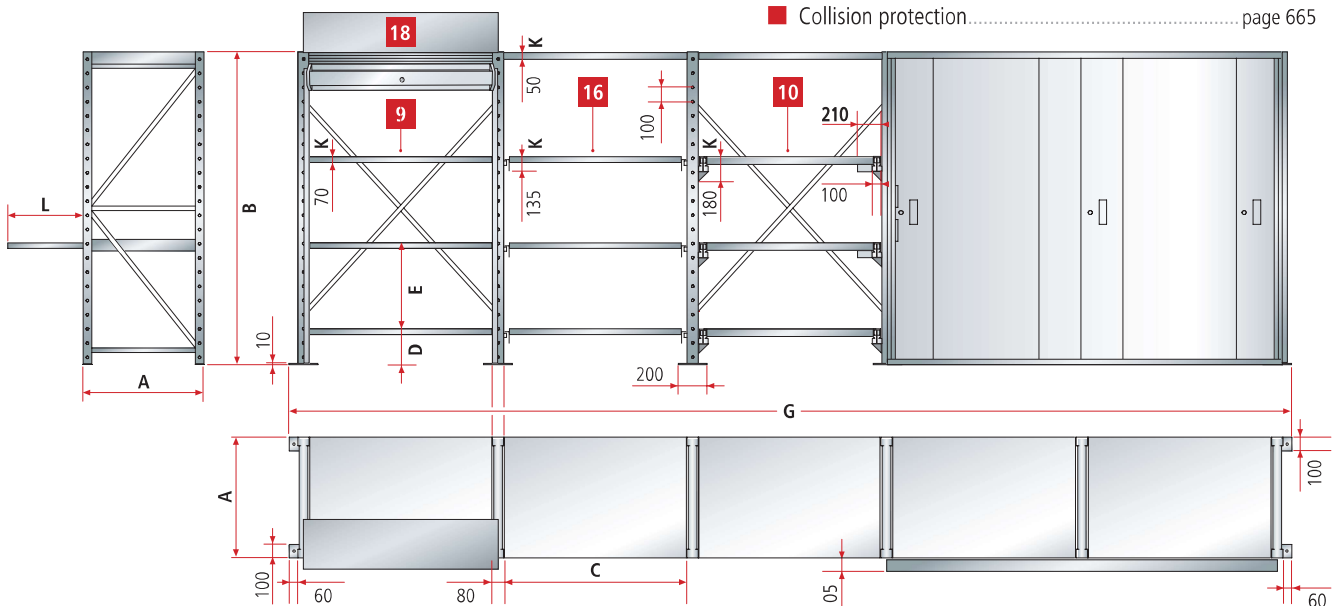 Collision protection.......................................................... page 665
18
K
50
16
100
10
210
9
K
70
K
135
K
180
100
L
B
E
D
10
A
200
G
A
100
60
80
C
05
100
60